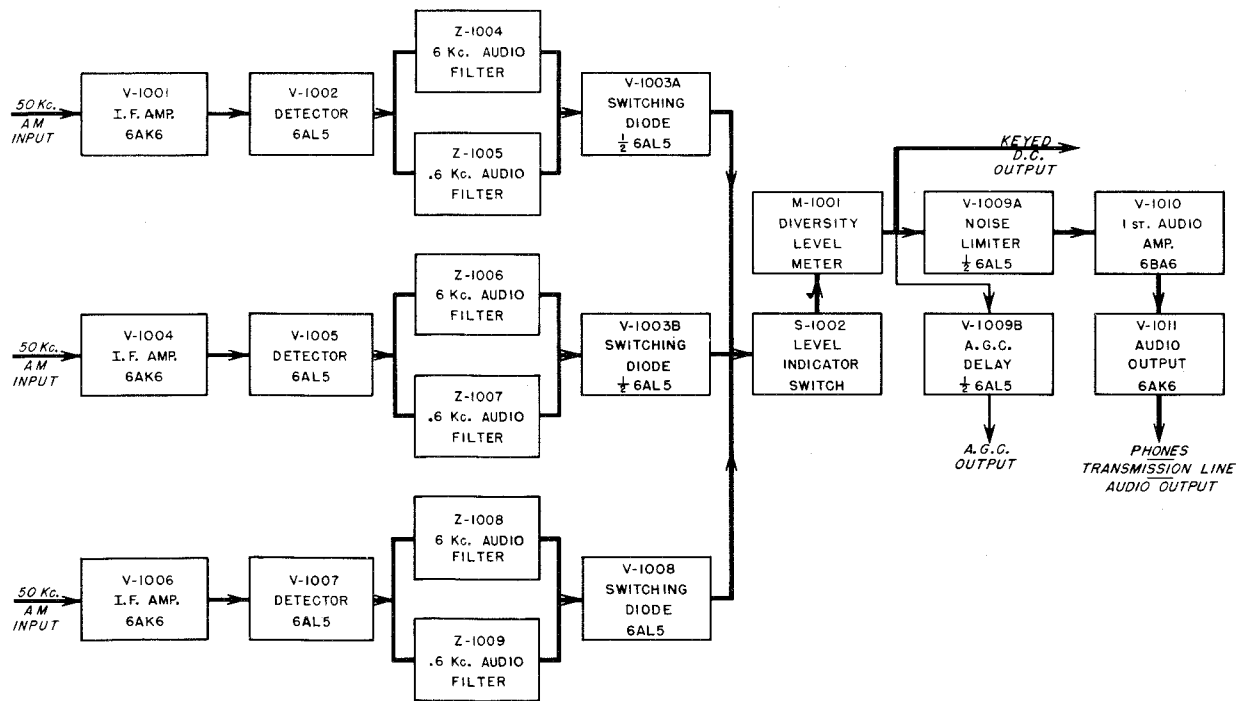 50 Kc.
AM
INPUT
V-1001
I.F. AMP.
6AK6
V-1002
DETECTOR
6AL5
Z-1004
6 Kc. AUDIO
FILTER
Z-1005
.6 Kc. AUDIO
FILTER
V-1003A
SWITCHING
DIODE
½ 6AL5
50 Kc.
AM
INPUT
V-1004
I.F. AMP.
6AK6
V-1005
DETECTOR
6AL5
Z-1006
6 Kc. AUDIO
FILTER
Z-1007
.6 Kc. AUDIO
FILTER
V-1003B
SWITCHING
DIODE
½ 6AL5
50 Kc.
AM
INPUT
V-1006
I.F. AMP.
6AK6
V-1007
DETECTOR
6AL5
Z-1008
6 Kc. AUDIO
FILTER
Z-1009
.6 Kc. AUDIO
FILTER
V-1008
SWITCHING
DIODE
6AL5
M-1001
DIVERSITY
LEVEL
METER
S-1002
LEVEL
INDICATOR
SWITCH
KEYED
D.C.
OUTPUT
V-1009A
NOISE
LIMITER
½ 6AL5
V-1009B
A.G.C.
DELAY
½ 6AL5
A.G.C.
OUTPUT
V-1010
1 ST. AUDIO
AMP.
6BA6
V-1011
AUDIO
OUTPUT
6AK6
PHONES
TRANSMISSION LINE
AUDIO OUTPUT